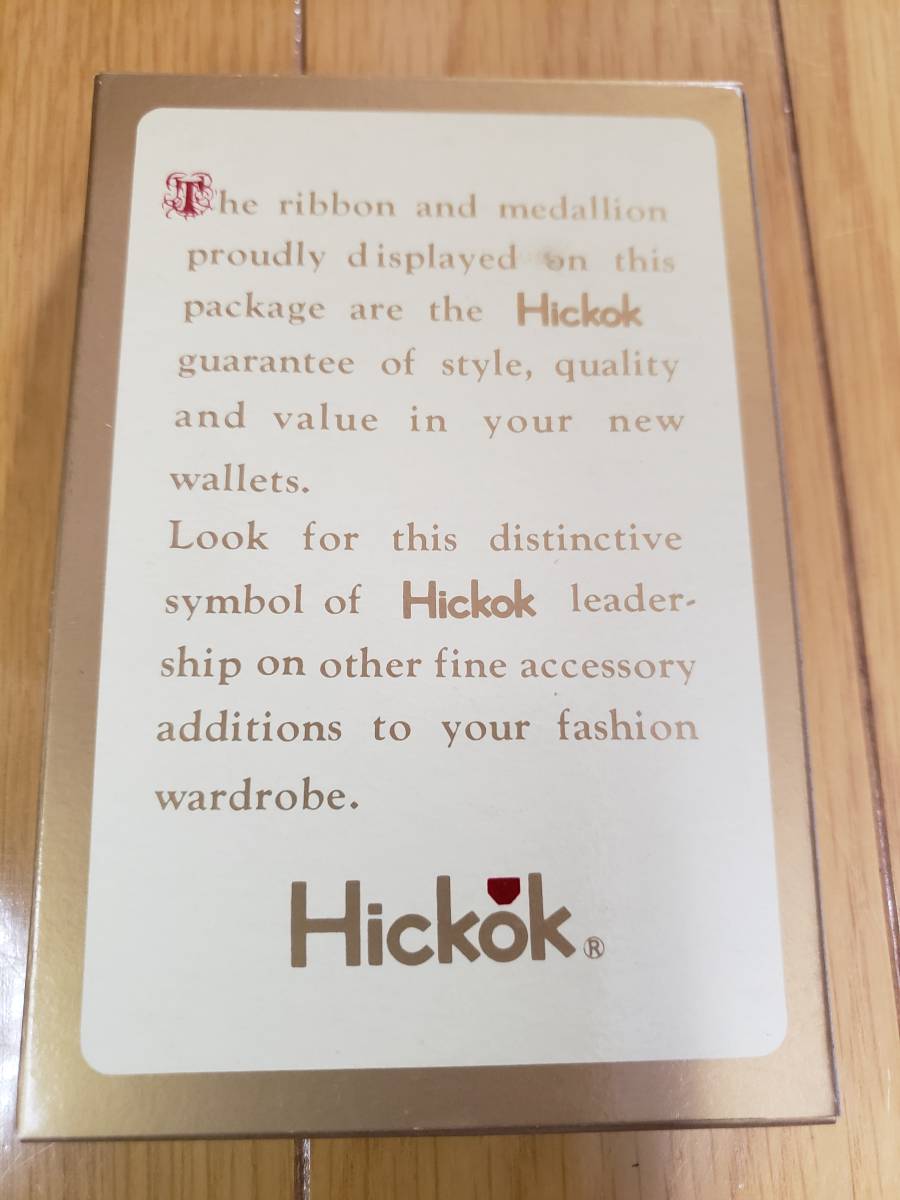 The ribbon and medallion
proudly displayed on this
package are the Hickok
guarantee of style, quality
and value in your new
wallets.
Look for this distinctive
symbol of Hickok leader-
ship on other fine accessory
additions to your fashion
wardrobe.
Hickok®